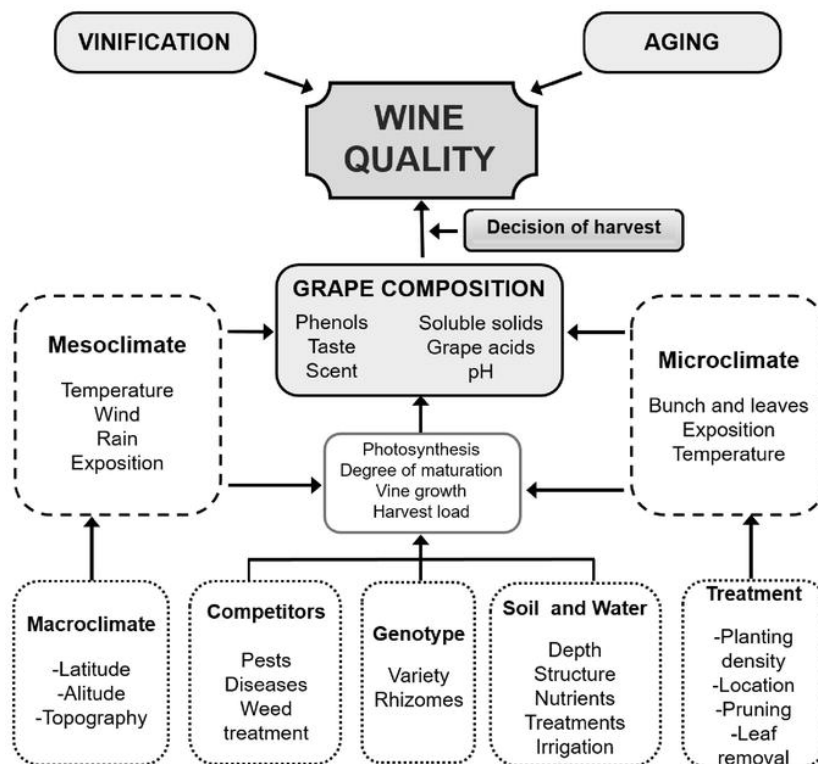 VINIFICATION
AGING
WINE
QUALITY
Decision of harvest
GRAPE COMPOSITION
Phenols
Taste
Scent
Soluble solids
Grape acids
pH
Mesoclimate
Temperature
Wind
Rain
Exposition
Microclimate
Bunch and leaves
Exposition
Temperature
Photosynthesis
Degree of maturation
Vine growth
Harvest load
Macroclimate
-Latitude
-Alitude
-Topography
Competitors
Pests
Diseases
Weed
treatment
Genotype
Variety
Rhizomes
Soil and Water
Depth
Structure
Nutrients
Treatments
Irrigation
Treatment
-Planting
density
-Location
-Pruning
-Leaf
removal